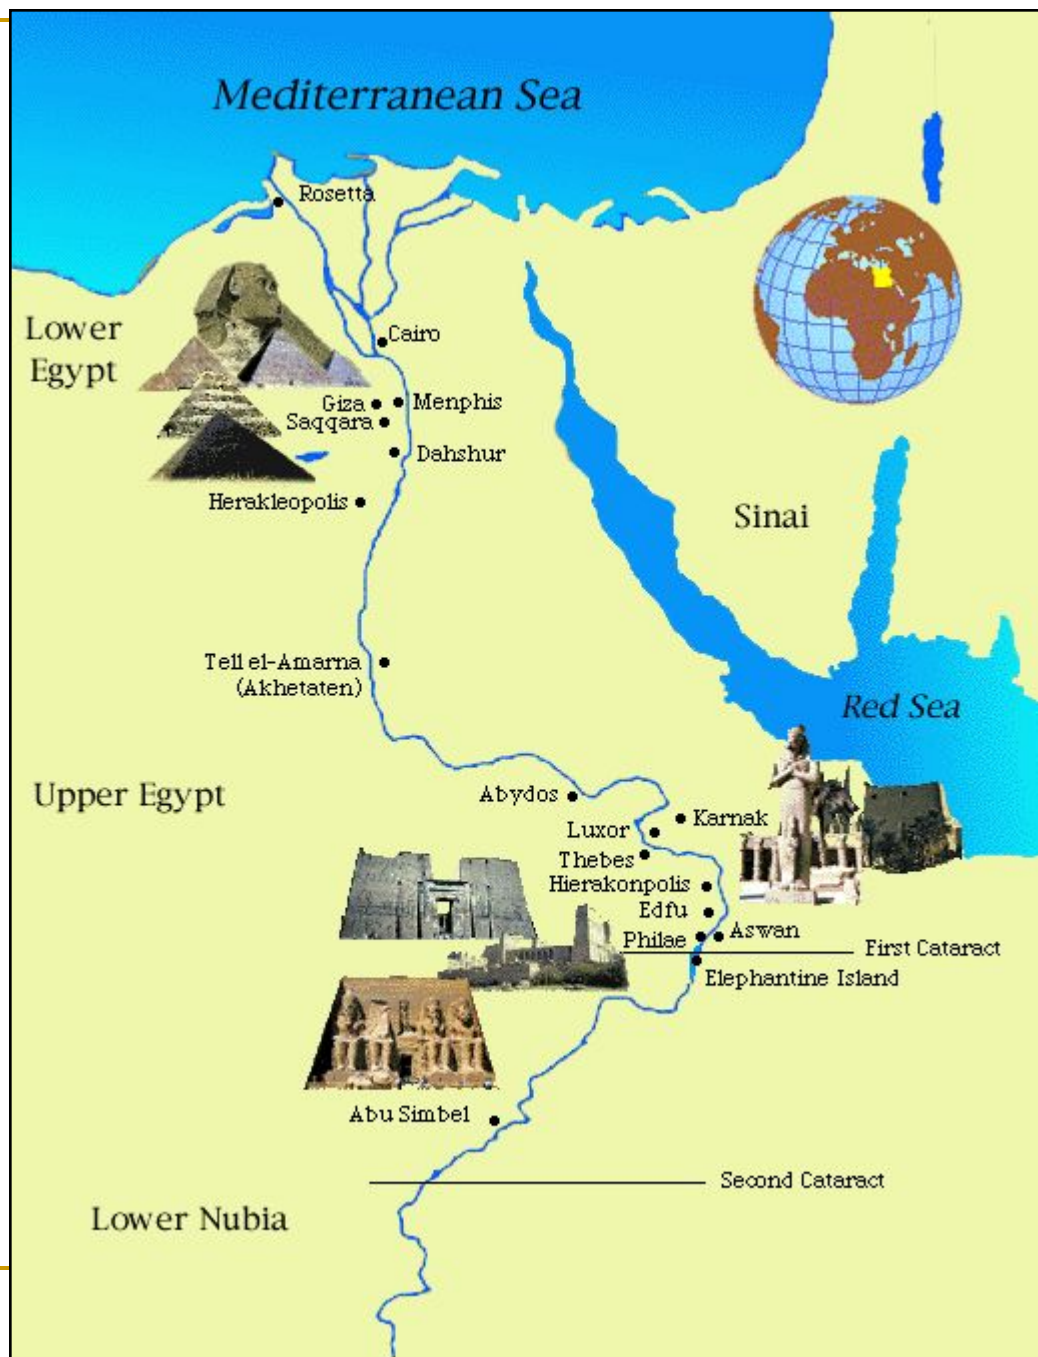 Mediterranean Sea
Rosetta
Lower
Egypt
Cairo
Giza
Menphis
Saqqara
Dahshur
Herakleopolis
Sinai
Tell el-Amarna
(Akhetaten)
Red Sea
Upper Egypt
Abydos
Karnak
Luxor
Thebes
Hierakonpolis
Edfu
Philae
Aswan
First Cataract
Elephantine Island
Abu Simbel
Second Cataract
Lower Nubia